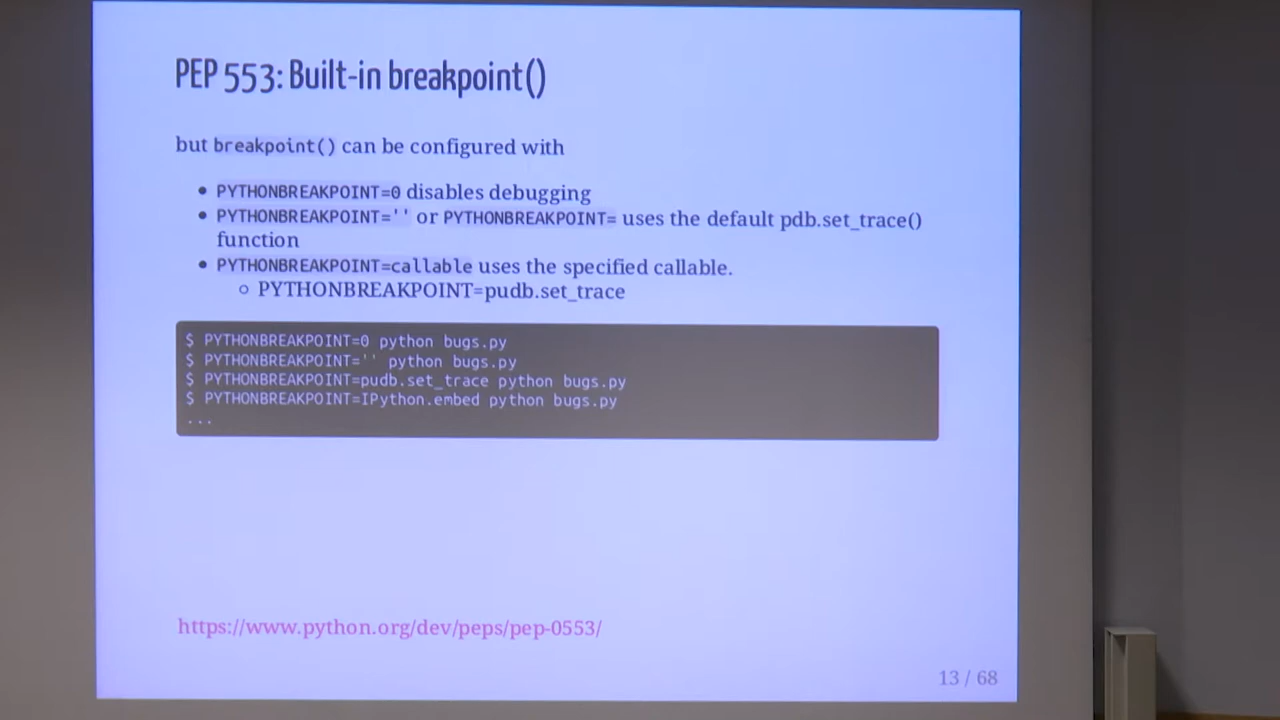 PEP 553: Built-in breakpoint()
but breakpoint() can be configured with
• PYTHONBREAKPOINT=0 disables debugging
• PYTHONBREAKPOINT='' or PYTHONBREAKPOINT= uses the default pdb.set_trace()
function
• PYTHONBREAKPOINT=callable uses the specified callable.
○ PYTHONBREAKPOINT=pudb.set_trace
$ PYTHONBREAKPOINT=0 python bugs.py
$ PYTHONBREAKPOINT='' python bugs.py
$ PYTHONBREAKPOINT=pudb.set_trace python bugs.py
$ PYTHONBREAKPOINT=IPython.embed python bugs.py
...
https://www.python.org/dev/peps/pep-0553/
13 / 68